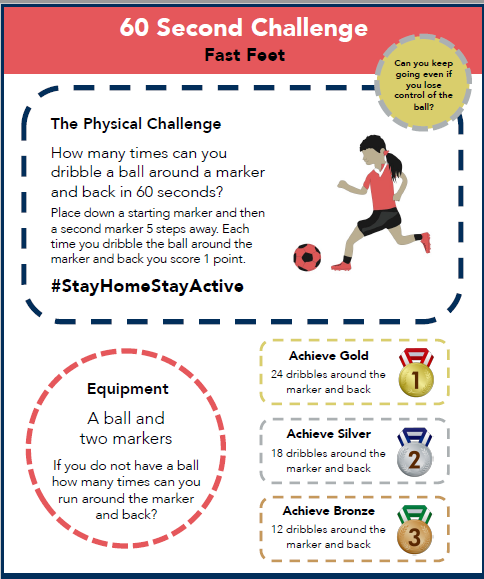 60 Second Challenge
Fast Feet
Can you keep
going even if
you lose
control of the
ball?
The Physical Challenge
How many times can you
dribble a ball around a marker
and back in 60 seconds?
Place down a starting marker and then
a second marker 5 steps away. Each
time you dribble the ball around the
marker and back you score 1 point.
#StayHomeStayActive
Equipment
A ball and
two markers
If you do not have a ball
how many times can you
run around the marker
and back?
Achieve Gold
24 dribbles around the
marker and back
1
Achieve Silver
18 dribbles around the
marker and back
2
Achieve Bronze
12 dribbles around the
marker and back
3